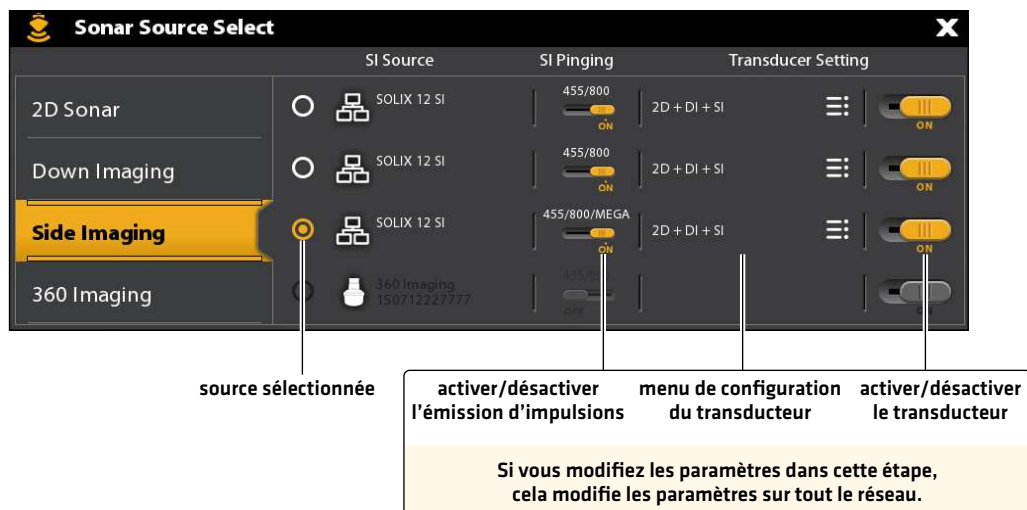 Sonar Source Select
X
SI Source SI Pinging Transducer Setting
2D Sonar
SOLIX 12 SI 455/800 ON 2D + DI + SI ON
Down Imaging
SOLIX 12 SI 455/800 ON 2D + DI + SI ON
Side Imaging
SOLIX 12 SI 455/800/MEGA ON 2D + DI + SI ON
360 Imaging
360 Imaging:
150712227777
OFF
ON
source sélectionnée
activer/désactiver
l'émission d'impulsions
menu de configuration
du transducteur
activer/désactiver
le transducteur
Si vous modifiez les paramètres dans cette étape,
cela modifie les paramètres sur tout le réseau.